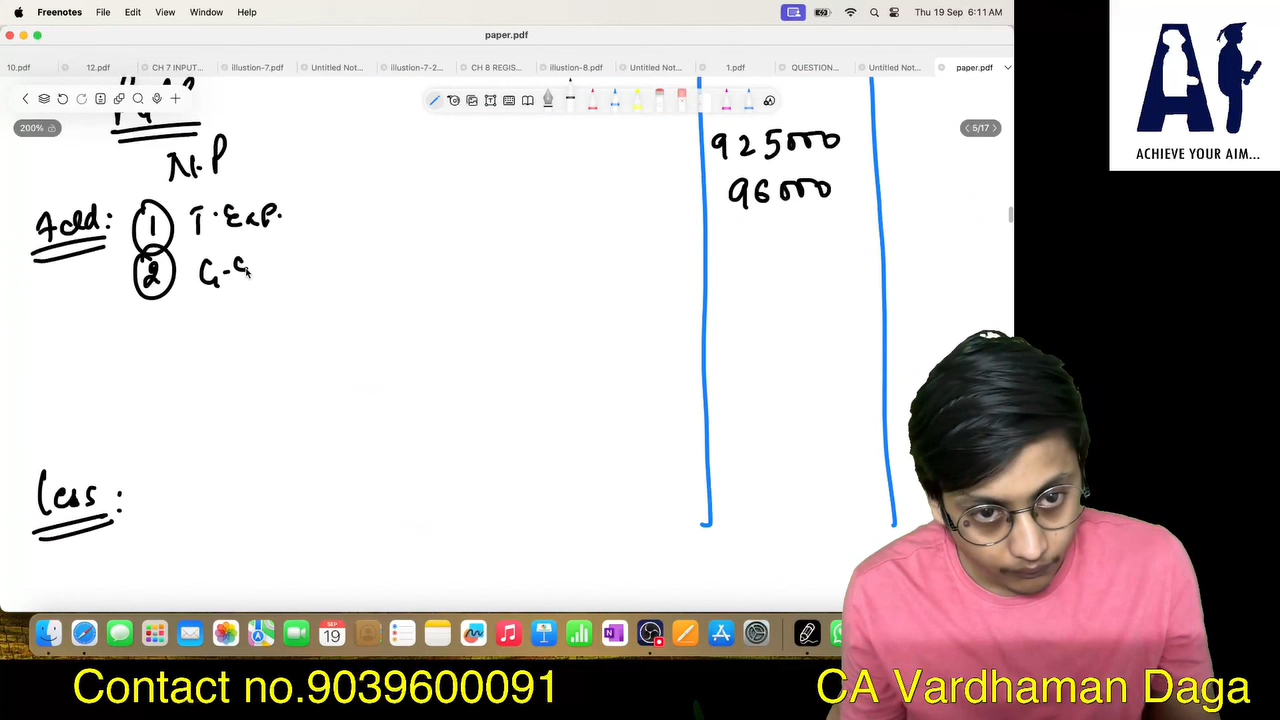 Freenotes File Edit View Window Help Thu 19 Sep 6:11 AM
paper.pdf
10.pdf 12.pdf CH 7 INPUT... illustion-7.pdf Untitled Not... illustion-7-2... CH 8 REGIS... illustion-8.pdf Untitled Not... 1.pdf QUESTION... Untitled Not... paper.pdf
200% 5/17
925000
N.P
96000
Add: 1 T. Exp.
2 G-
Less:
SEP
19
AI
ACHIEVE YOUR AIM...
Contact no.9039600091 CA Vardhaman Daga